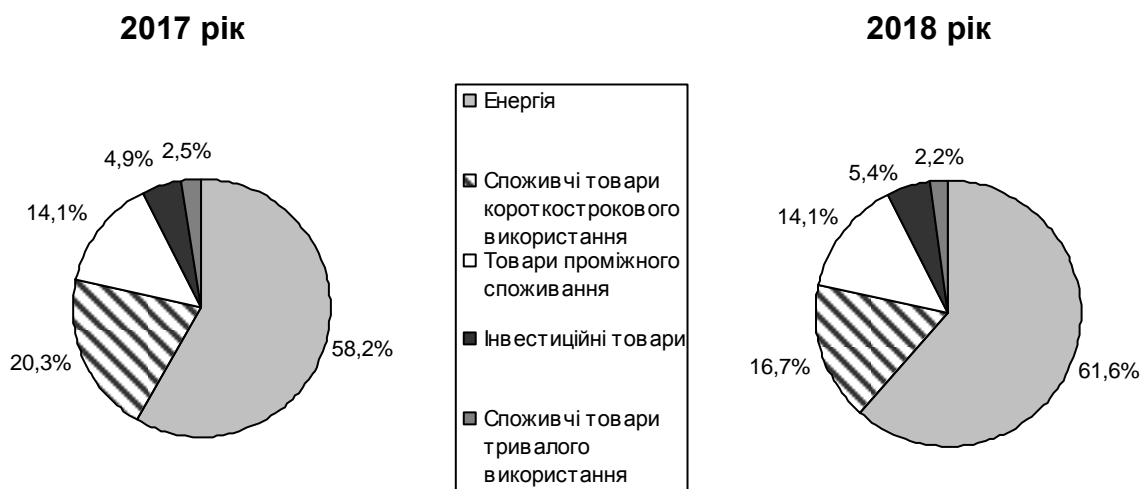 2017 рік
2018 рік
4,9%
2,5%
14,1%
20,3%
58,2%
Енергія
Споживчі товари
короткострокового
використання
Товари проміжного
споживання
Інвестиційні товари
Споживчі товари
тривалого
використання
5,4%
2,2%
14,1%
16,7%
61,6%